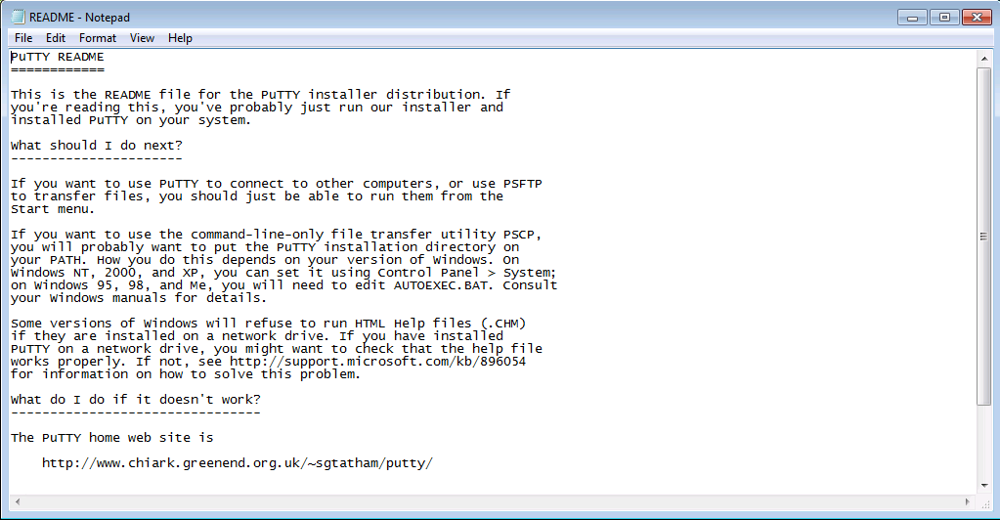 README - Notepad
File Edit Format View Help
PuTTY README
============
This is the README file for the PuTTY installer distribution. If
you're reading this, you've probably just run our installer and
installed PuTTY on your system.
What should I do next?
----------------------
If you want to use PuTTY to connect to other computers, or use PSFTP
to transfer files, you should just be able to run them from the
Start menu.
If you want to use the command-line-only file transfer utility PSCP,
you will probably want to put the PuTTY installation directory on
your PATH. How you do this depends on your version of Windows. On
Windows NT, 2000, and XP, you can set it using Control Panel > System;
on Windows 95, 98, and Me, you will need to edit AUTOEXEC.BAT. Consult
your Windows manuals for details.
Some versions of Windows will refuse to run HTML Help files (.CHM)
if they are installed on a network drive. If you have installed
PuTTY on a network drive, you might want to check that the help file
works properly. If not, see http://support.microsoft.com/kb/896054
for information on how to solve this problem.
What do I do if it doesn't work?
--------------------------------
The PuTTY home web site is
http://www.chiark.greenend.org.uk/~sgtatham/putty/